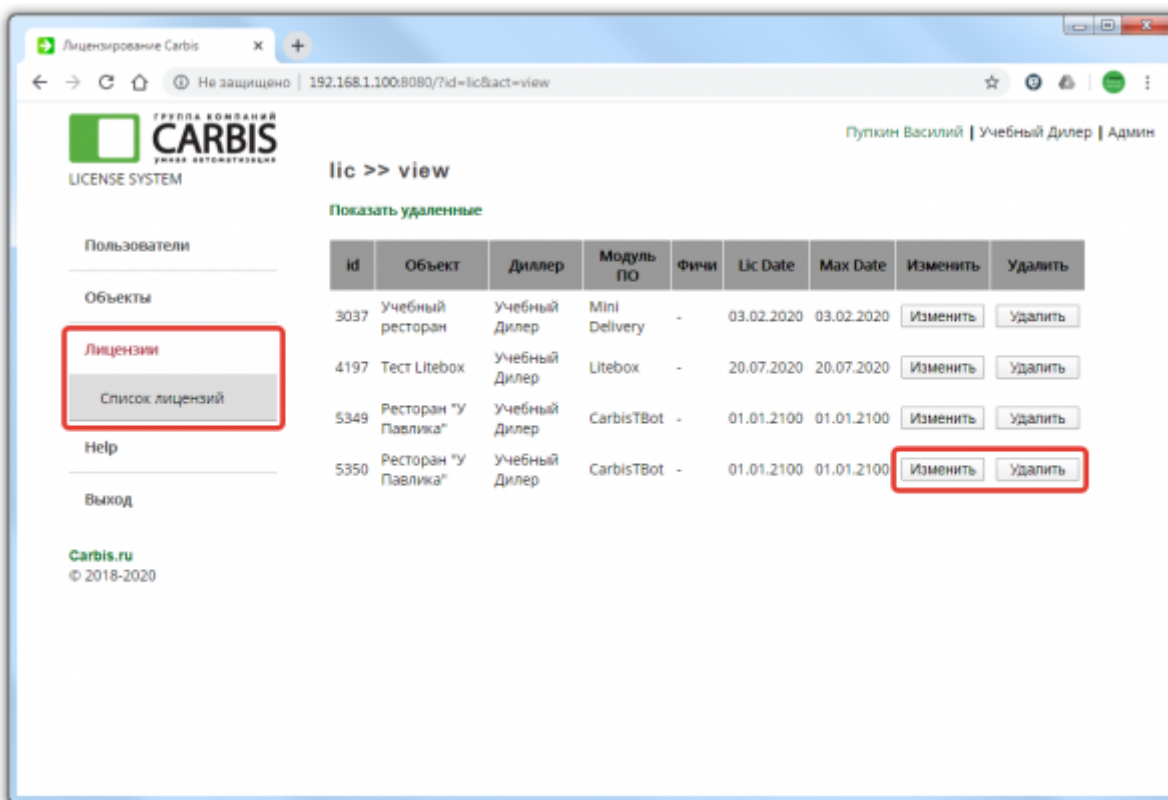 Лицензирование Carbis
Не защищено | 192.168.1.100:8080/?id=lic&act=view
ГРУППА КОМПАНИЙ
CARBIS
умная автоматизация
LICENSE SYSTEM
Пупкин Василий | Учебный Дилер | Админ
lic >> view
Показать удаленные
Пользователи
Объекты
Лицензии
Список лицензий
Help
Выход
Carbis.ru
© 2018-2020
id Объект Диллер Модуль ПО Фичи Lic Date Max Date Изменить Удалить
3037 Учебный ресторан Учебный Дилер Mini Delivery - 03.02.2020 03.02.2020 Изменить Удалить
4197 Тест Litebox Учебный Дилер Litebox - 20.07.2020 20.07.2020 Изменить Удалить
5349 Ресторан "У Павлика" Учебный Дилер CarbisTBot - 01.01.2100 01.01.2100 Изменить Удалить
5350 Ресторан "У Павлика" Учебный Дилер CarbisTBot - 01.01.2100 01.01.2100 Изменить Удалить